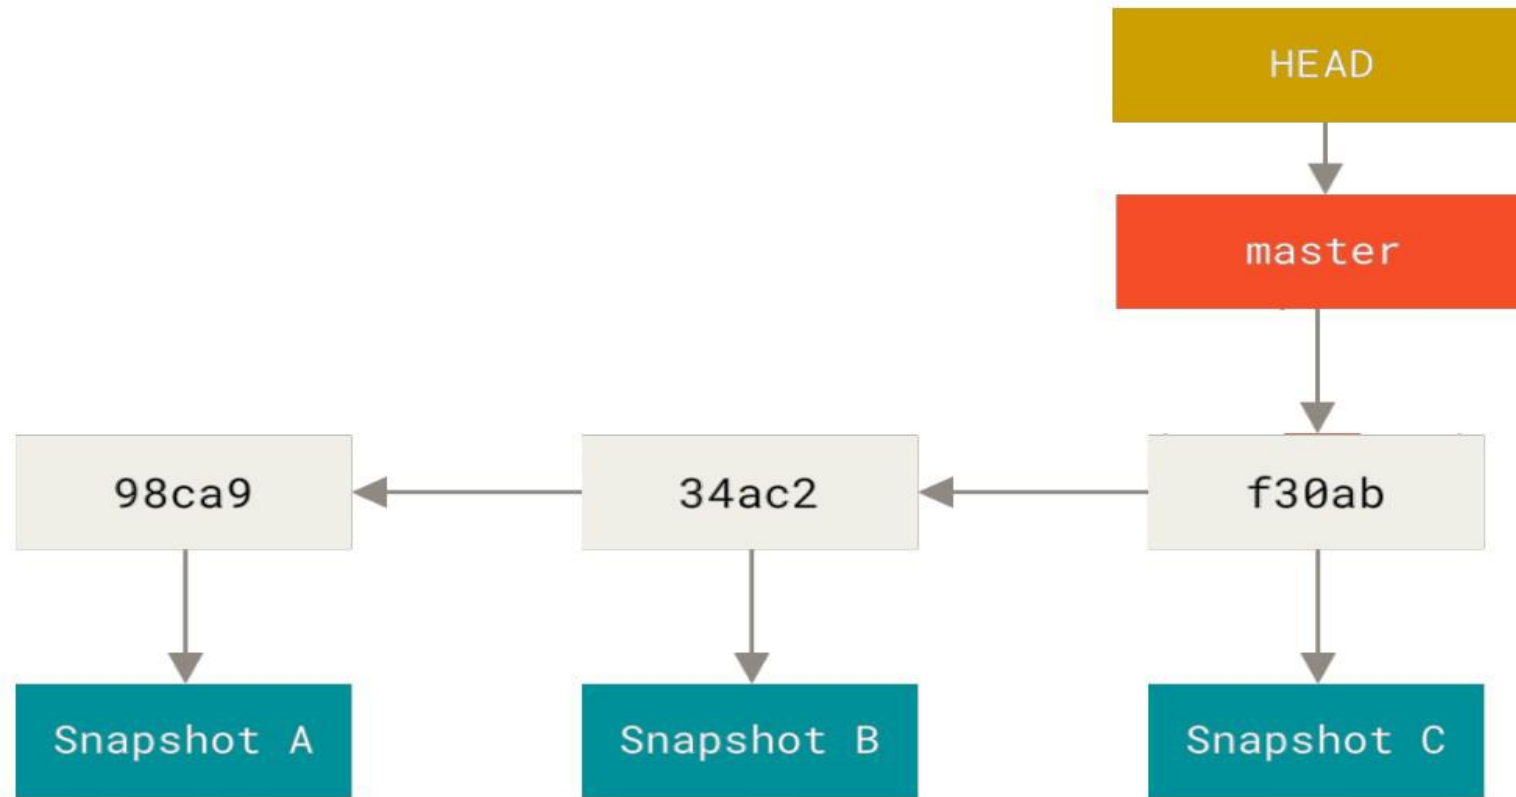 HEAD
master
98ca9
34ac2
f30ab
Snapshot A
Snapshot B
Snapshot C